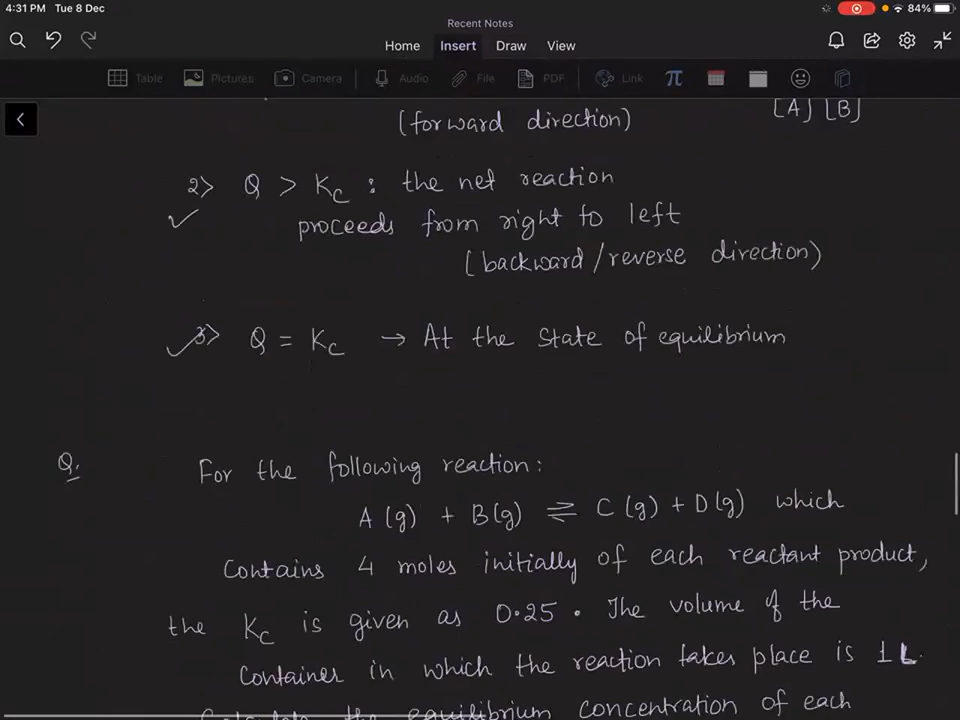 4:31 PM Tue 8 Dec
84%
Recent Notes
Home Insert Draw View
Table Pictures Camera Audio File PDF Link π
(forward direction)
[A] [B]
2> Q > Kc : the net reaction
proceeds from right to left
(backward/reverse direction)
3> Q = Kc → At the state of equilibrium
Q. For the following reaction:
A (g) + B(g) ⇌ C (g) + D(g) which
contains 4 moles initially of each reactant product,
the Kc is given as 0.25 . The volume of the
container in which the reaction takes place is 1L.
Calculate the equilibrium concentration of each